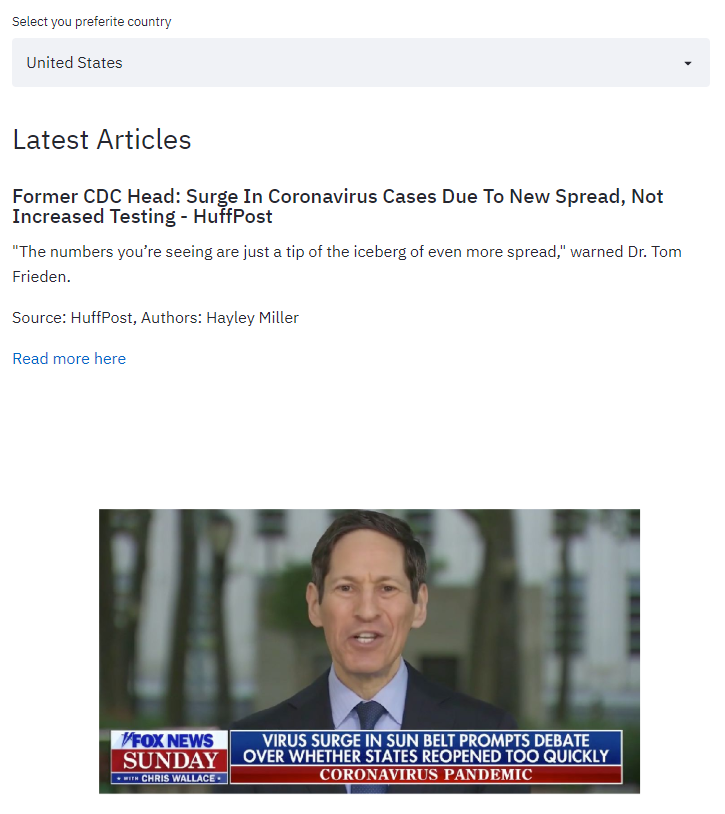 Select you preferite country
United States
Latest Articles
Former CDC Head: Surge In Coronavirus Cases Due To New Spread, Not
Increased Testing - HuffPost
"The numbers you’re seeing are just a tip of the iceberg of even more spread," warned Dr. Tom
Frieden.
Source: HuffPost, Authors: Hayley Miller
Read more here
FOX NEWS
SUNDAY
WITH CHRIS WALLACE
VIRUS SURGE IN SUN BELT PROMPTS DEBATE
OVER WHETHER STATES REOPENED TOO QUICKLY
CORONAVIRUS PANDEMIC